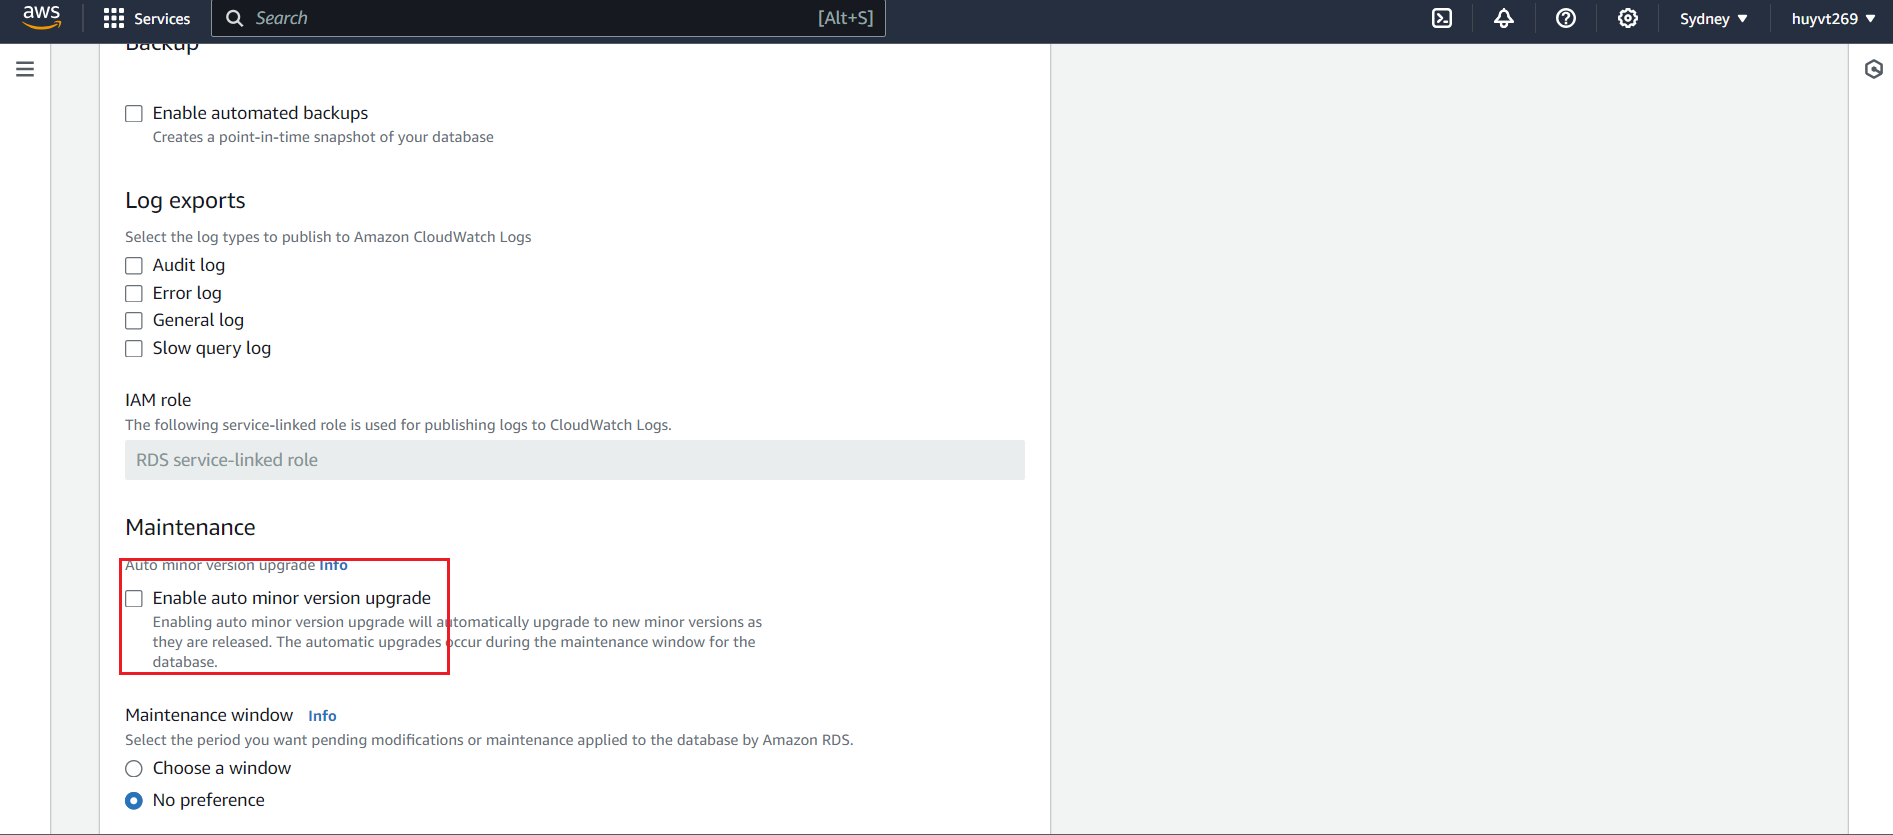 aws
Services
Search
[Alt+S]
Sydney
huyvt269
Backup
Enable automated backups
Creates a point-in-time snapshot of your database
Log exports
Select the log types to publish to Amazon CloudWatch Logs
Audit log
Error log
General log
Slow query log
IAM role
The following service-linked role is used for publishing logs to CloudWatch Logs.
RDS service-linked role
Maintenance
Auto minor version upgrade Info
Enable auto minor version upgrade
Enabling auto minor version upgrade will automatically upgrade to new minor versions as
they are released. The automatic upgrades occur during the maintenance window for the
database.
Maintenance window Info
Select the period you want pending modifications or maintenance applied to the database by Amazon RDS.
Choose a window
No preference